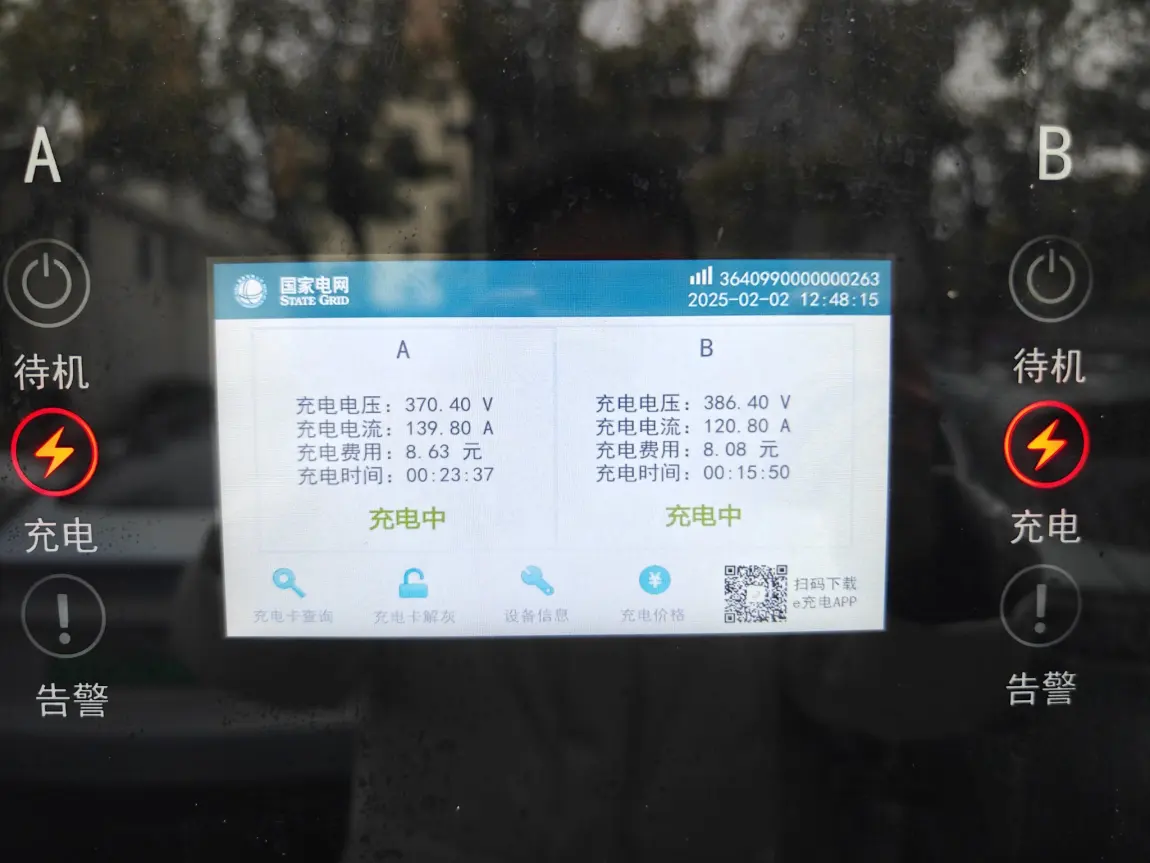 A
B
国家电网
STATE GRID
3640990000000263
2025-02-02 12:48:15
A
充电电压：370.40 V
充电电流：139.80 A
充电费用：8.63 元
充电时间：00:23:37
充电中
B
充电电压：386.40 V
充电电流：120.80 A
充电费用：8.08 元
充电时间：00:15:50
充电中
充电卡查询
充电卡解灰
设备信息
充电价格
扫码下载
e充电APP
待机
充电
告警
待机
充电
告警